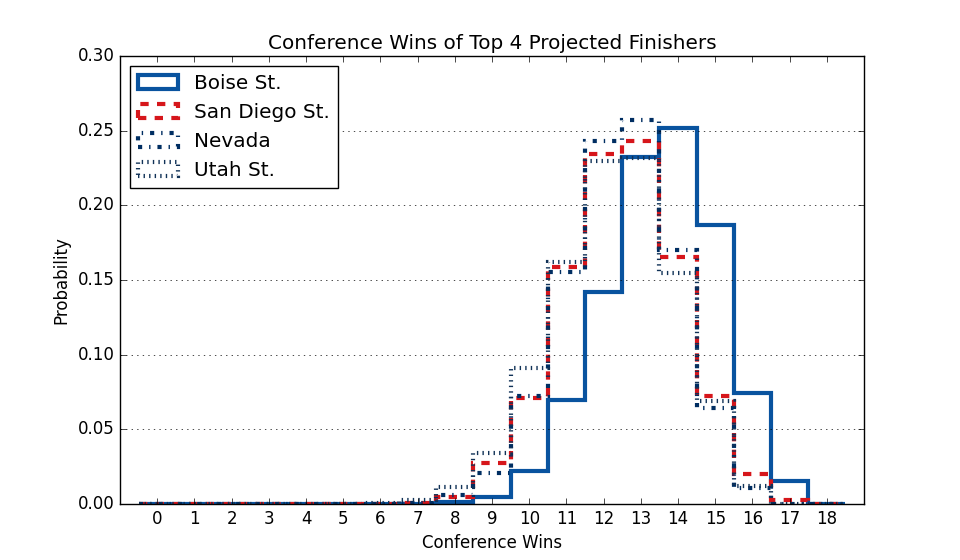 Conference Wins of Top 4 Projected Finishers
0.30
0.25
0.20
0.15
0.10
0.05
0.00
Probability
Boise St.
San Diego St.
Nevada
Utah St.
0 1 2 3 4 5 6 7 8 9 10 11 12 13 14 15 16 17 18
Conference Wins